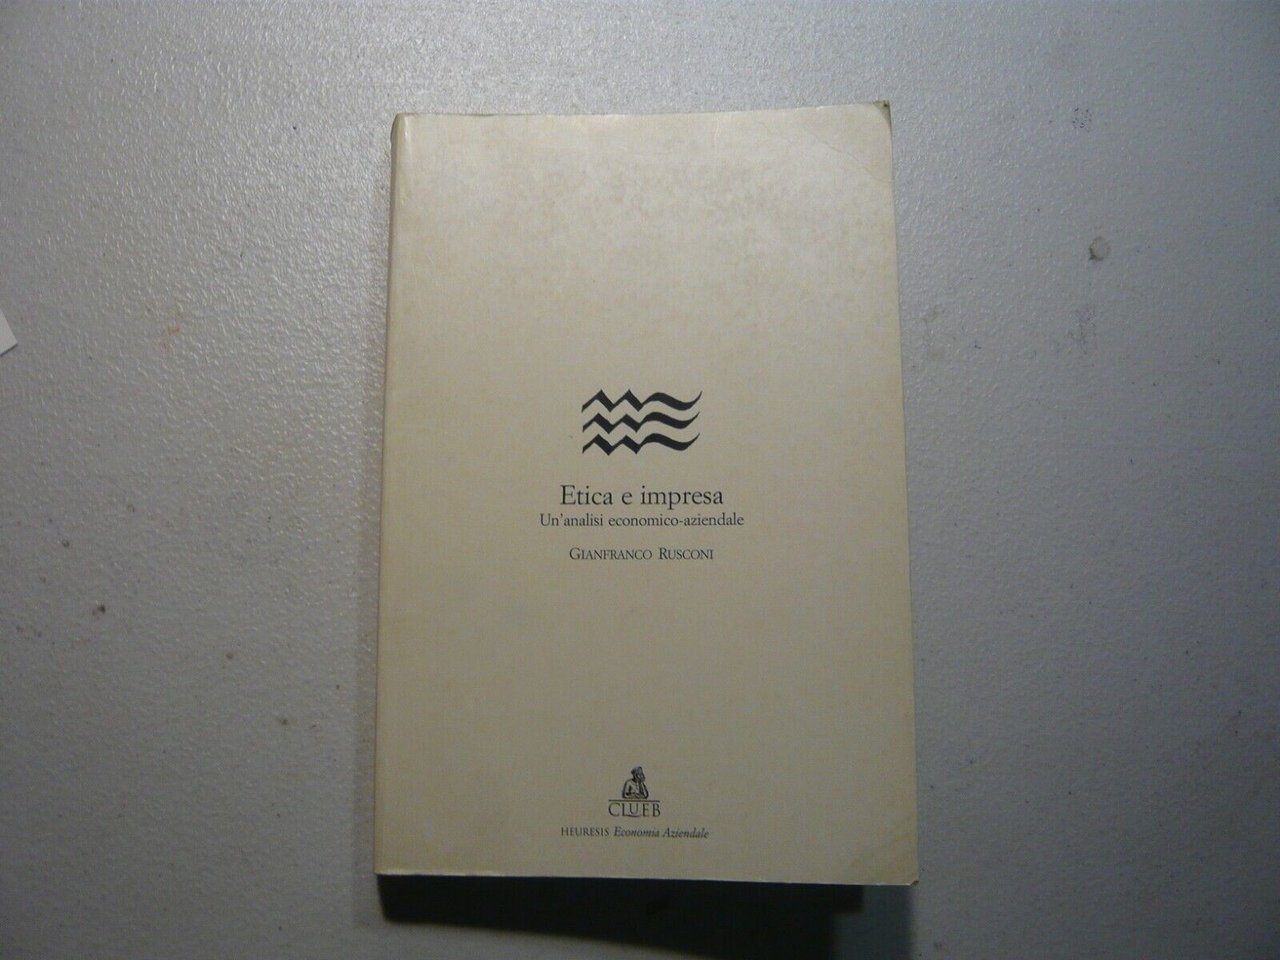 Etica e impresa
Un'analisi economico-aziendale
GIANFRANCO RUSCONI
CLUEB
HEURESIS Economia Aziendale